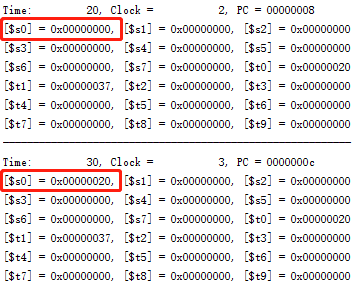 Time: 20, Clock = 2, PC = 00000008
[$s0] = 0x00000000, [$s1] = 0x00000000, [$s2] = 0x00000000
[$s3] = 0x00000000, [$s4] = 0x00000000, [$s5] = 0x00000000
[$s6] = 0x00000000, [$s7] = 0x00000000, [$t0] = 0x00000020
[$t1] = 0x00000037, [$t2] = 0x00000000, [$t3] = 0x00000000
[$t4] = 0x00000000, [$t5] = 0x00000000, [$t6] = 0x00000000
[$t7] = 0x00000000, [$t8] = 0x00000000, [$t9] = 0x00000000
Time: 30, Clock = 3, PC = 0000000c
[$s0] = 0x00000020, [$s1] = 0x00000000, [$s2] = 0x00000000
[$s3] = 0x00000000, [$s4] = 0x00000000, [$s5] = 0x00000000
[$s6] = 0x00000000, [$s7] = 0x00000000, [$t0] = 0x00000020
[$t1] = 0x00000037, [$t2] = 0x00000000, [$t3] = 0x00000000
[$t4] = 0x00000000, [$t5] = 0x00000000, [$t6] = 0x00000000
[$t7] = 0x00000000, [$t8] = 0x00000000, [$t9] = 0x00000000